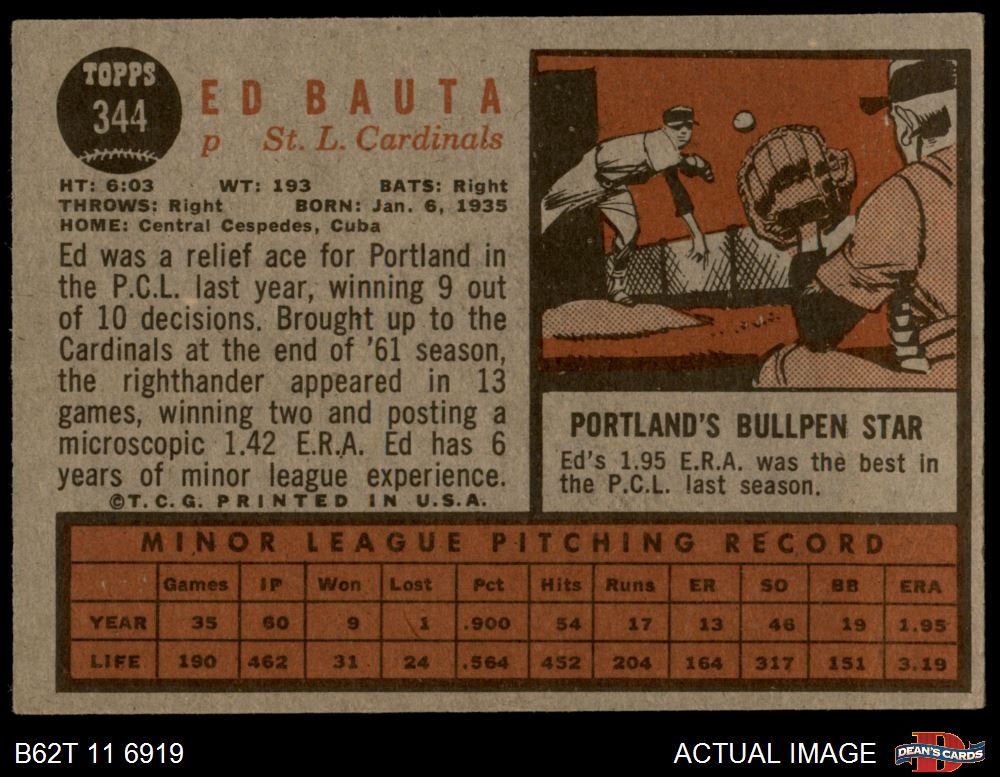 TOPPS
344
ED BAUTA
p St. L. Cardinals
HT: 6:03 WT: 193 BATS: Right
THROWS: Right BORN: Jan. 6, 1935
HOME: Central Cespedes, Cuba
Ed was a relief ace for Portland in
the P.C.L. last year, winning 9 out
of 10 decisions. Brought up to the
Cardinals at the end of '61 season,
the righthander appeared in 13
games, winning two and posting a
microscopic 1.42 E.R.A. Ed has 6
years of minor league experience.
©T.C.G. PRINTED IN U.S.A.
PORTLAND'S BULLPEN STAR
Ed's 1.95 E.R.A. was the best in
the P.C.L. last season.
MINOR LEAGUE PITCHING RECORD
Games IP Won Lost Pct Hits Runs ER SO BB ERA
YEAR 35 60 9 1 .900 54 17 13 46 19 1.95
LIFE 190 462 31 24 .564 452 204 164 317 151 3.19
B62T 11 6919
ACTUAL IMAGE
D
DEAN'S CARDS